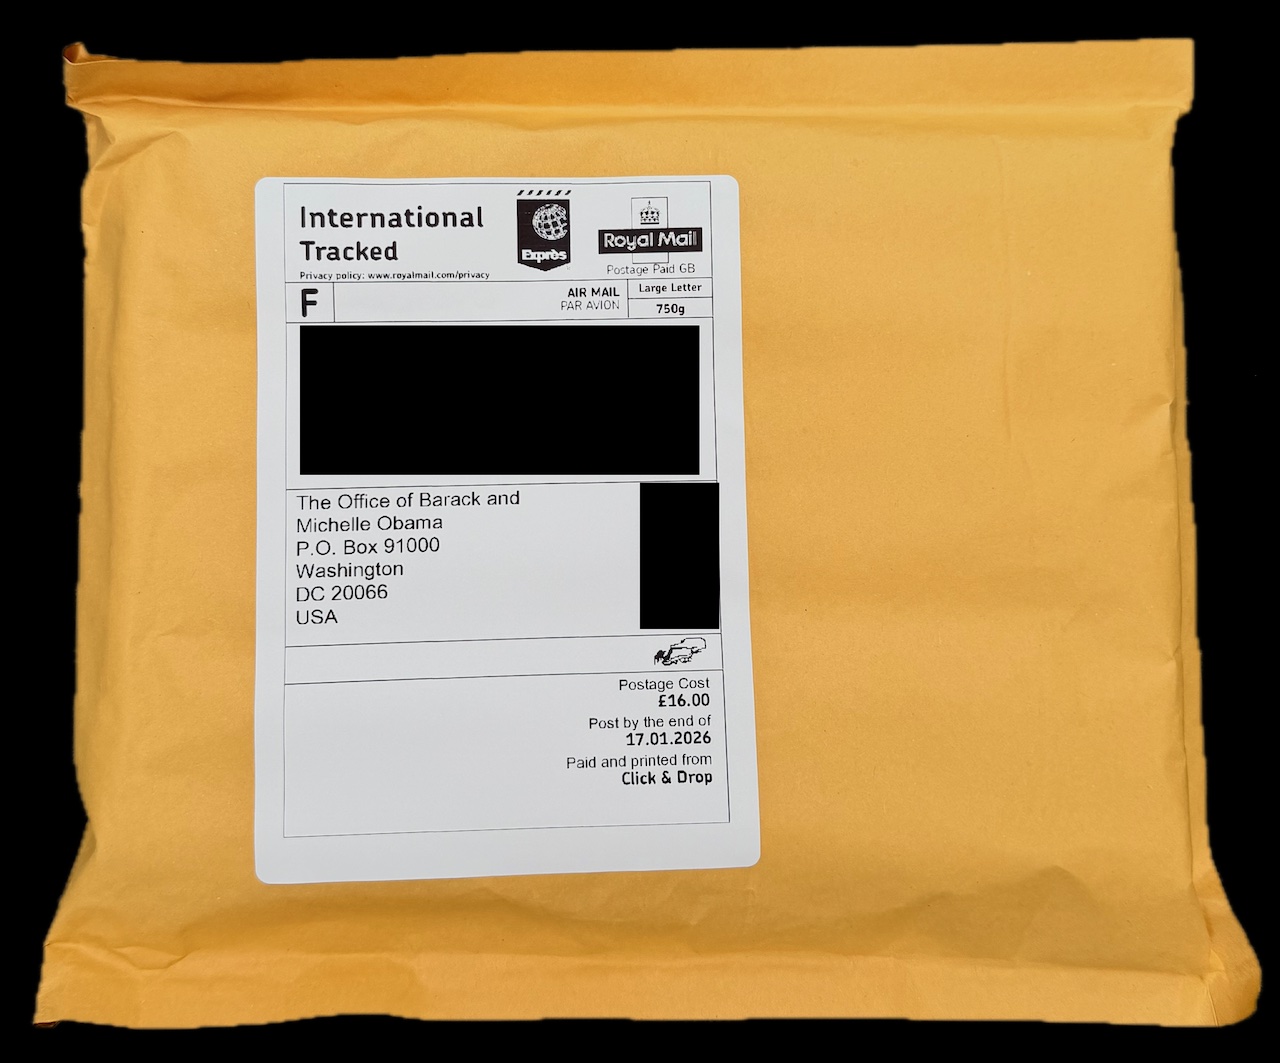 International
Tracked
Exprès
Royal Mail
Postage Paid GB
Privacy policy: www.royalmail.com/privacy
F
AIR MAIL
PAR AVION
Large Letter
750g
The Office of Barack and
Michelle Obama
P.O. Box 91000
Washington
DC 20066
USA
Postage Cost
£16.00
Post by the end of
17.01.2026
Paid and printed from
Click & Drop